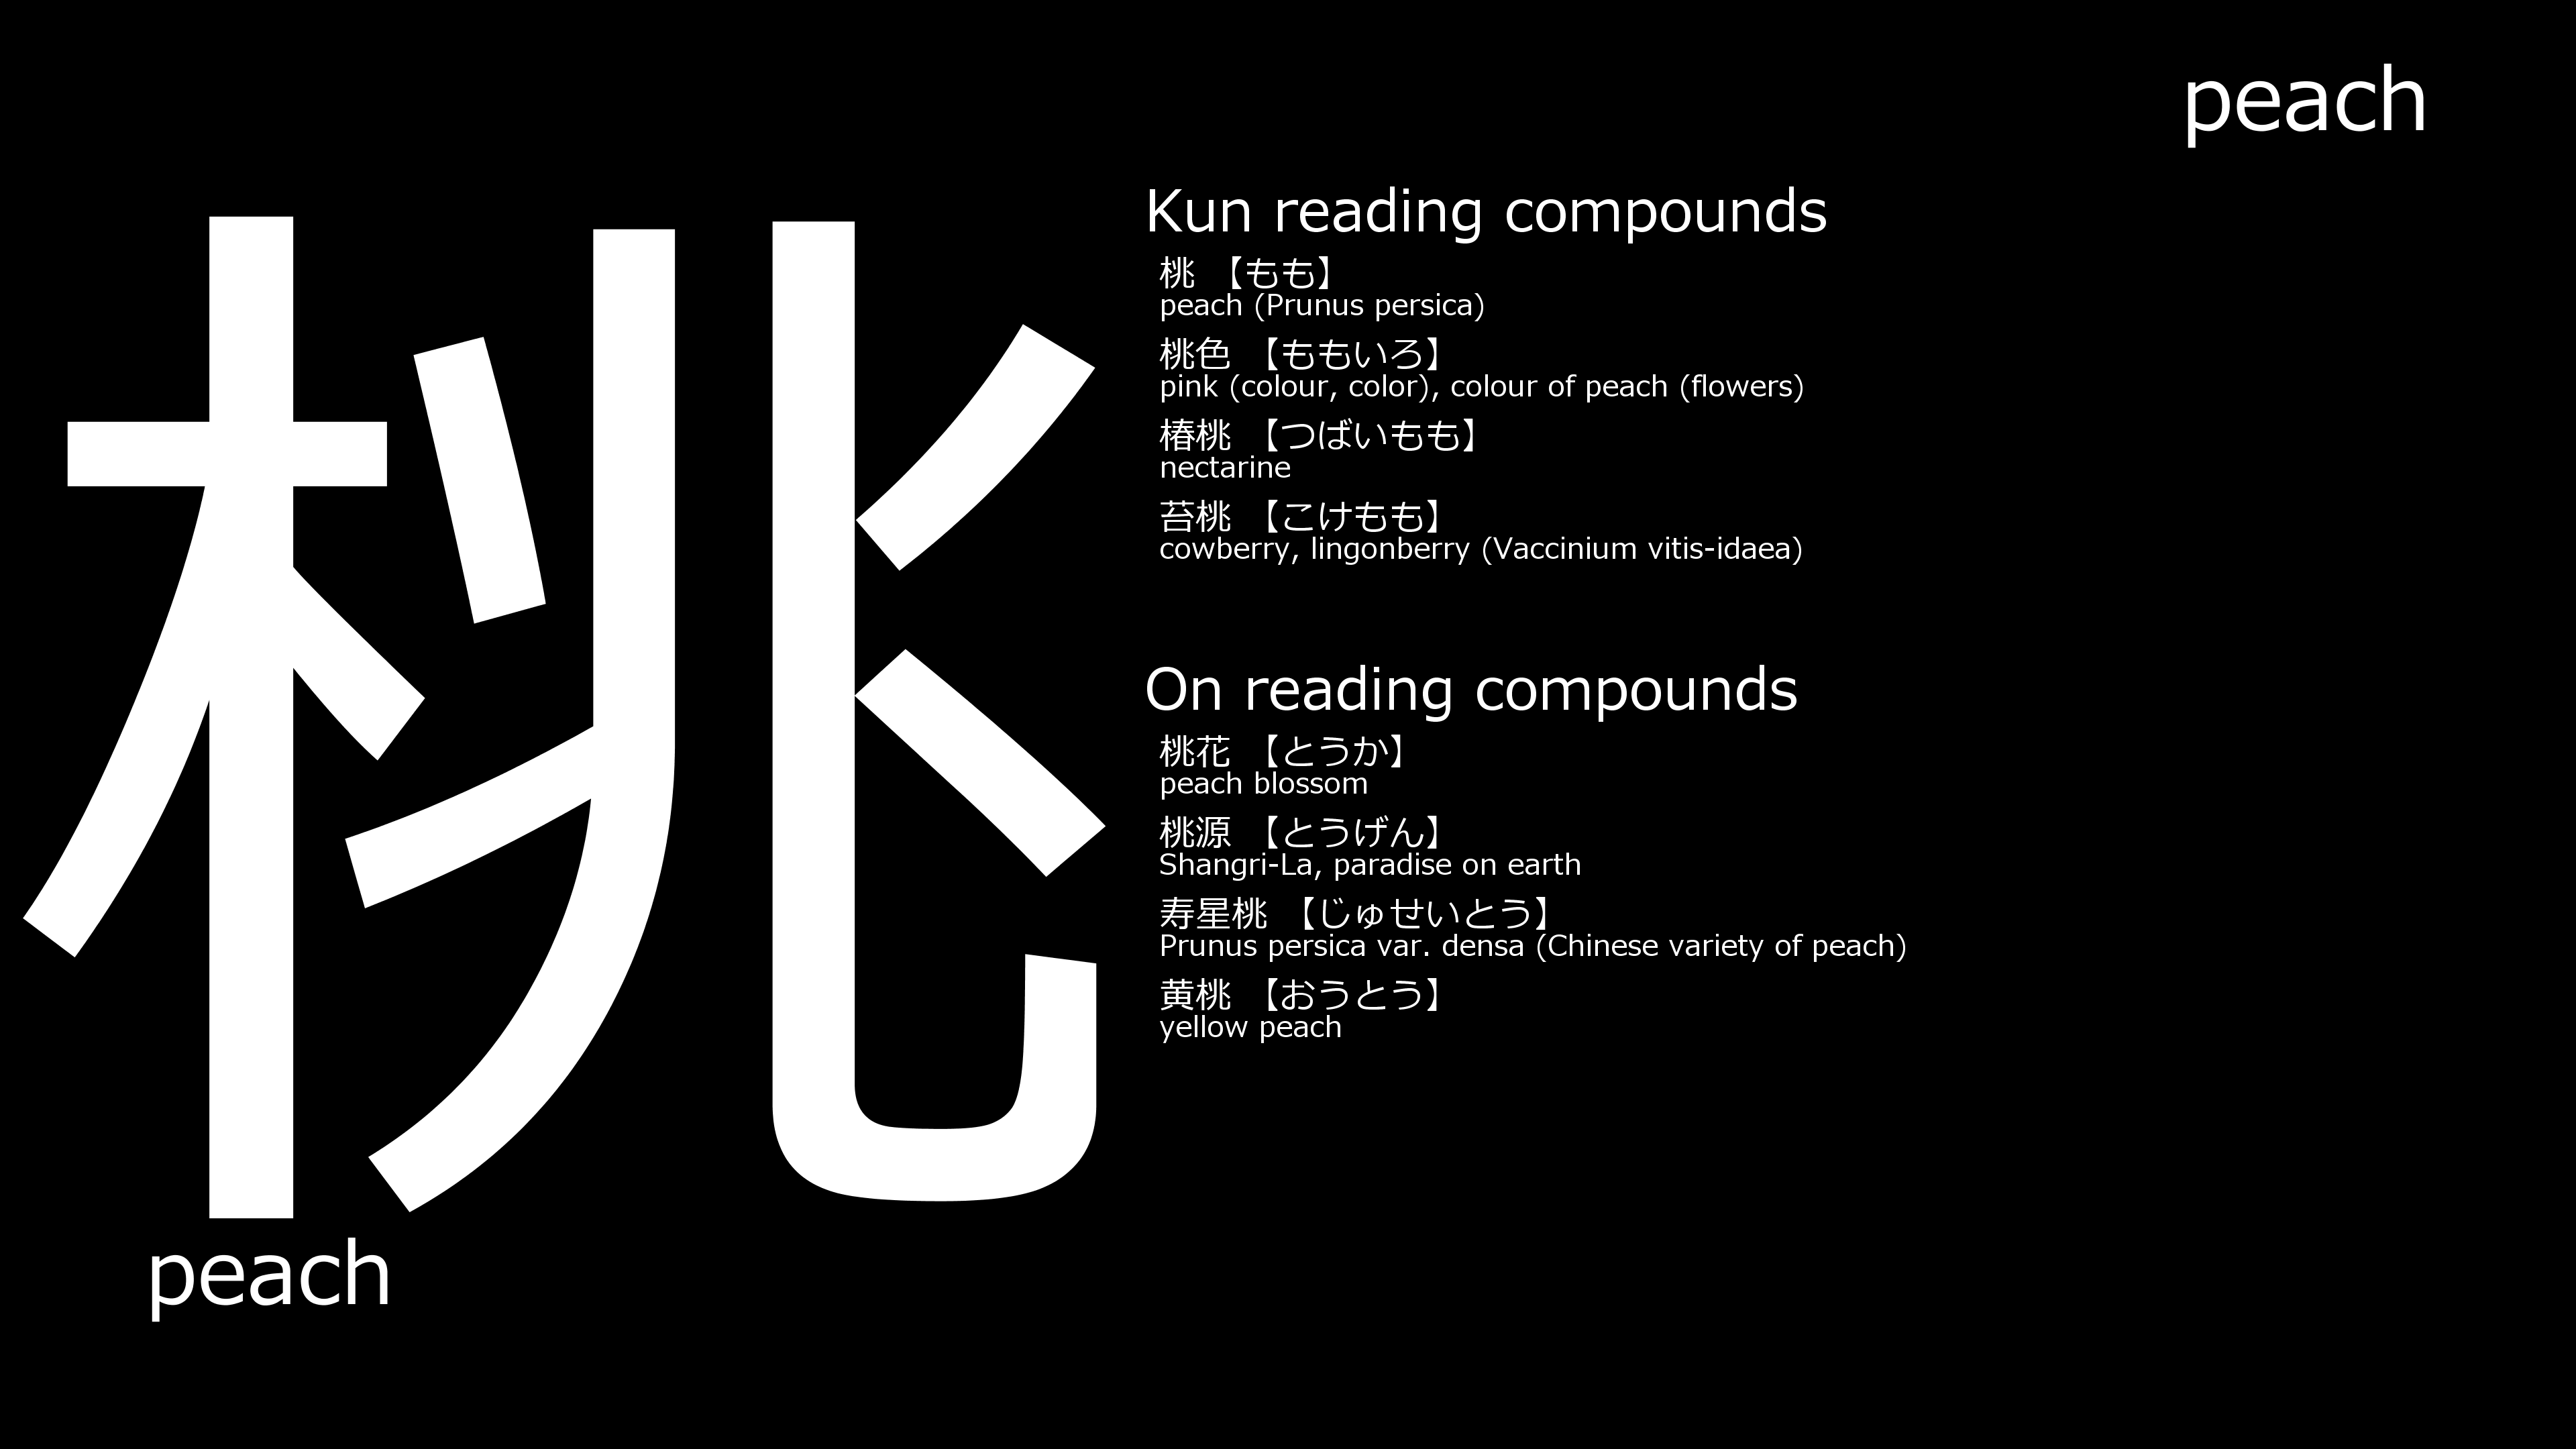 peach
桃
Kun reading compounds
桃 【もも】
peach (Prunus persica)
桃色 【ももいろ】
pink (colour, color), colour of peach (flowers)
椿桃 【つばいもも】
nectarine
苔桃 【こけもも】
cowberry, lingonberry (Vaccinium vitis-idaea)
On reading compounds
桃花 【とうか】
peach blossom
桃源 【とうげん】
Shangri-La, paradise on earth
寿星桃 【じゅせいとう】
Prunus persica var. densa (Chinese variety of peach)
黄桃 【おうとう】
yellow peach
peach